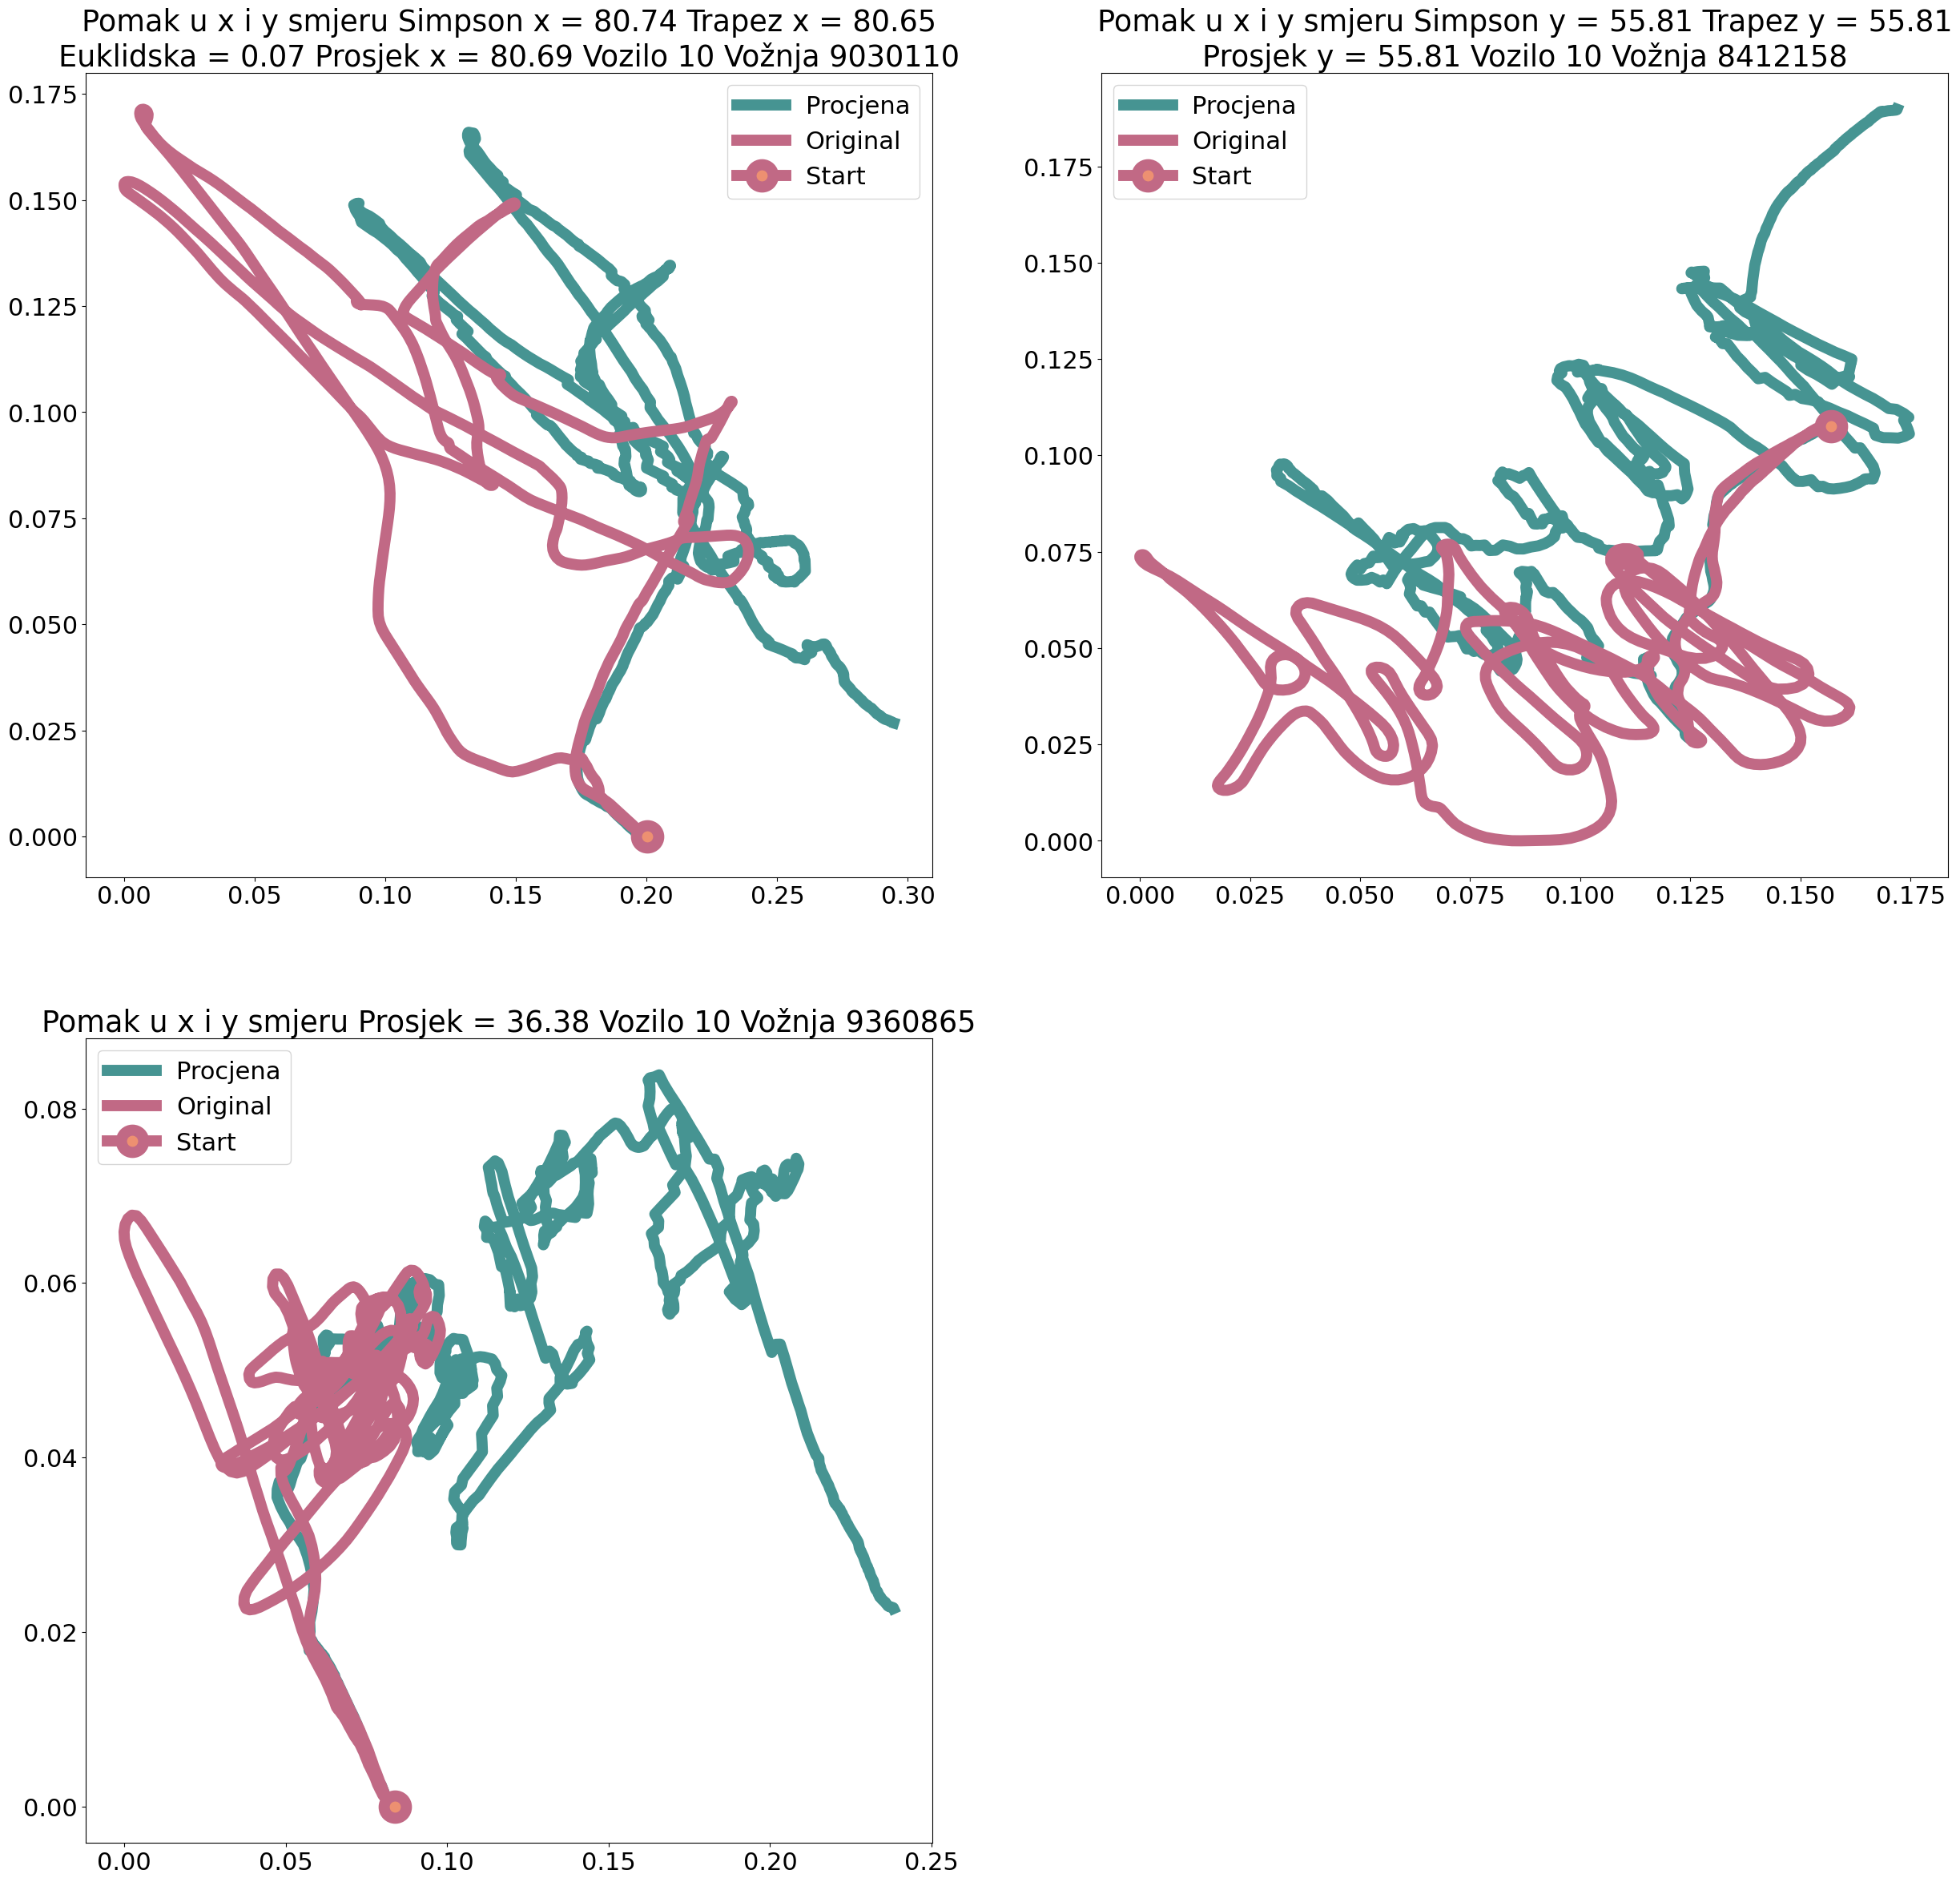 Pomak u x i y smjeru Simpson x = 80.74 Trapez x = 80.65
Euklidska = 0.07 Prosjek x = 80.69 Vozilo 10 Vožnja 9030110
0.175
0.150
0.125
0.100
0.075
0.050
0.025
0.000
0.00 0.05 0.10 0.15 0.20 0.25 0.30
Procjena
Original
Start
Pomak u x i y smjeru Simpson y = 55.81 Trapez y = 55.81
Prosjek y = 55.81 Vozilo 10 Vožnja 8412158
Procjena
Original
Start
0.175
0.150
0.125
0.100
0.075
0.050
0.025
0.000
0.000 0.025 0.050 0.075 0.100 0.125 0.150 0.175
Pomak u x i y smjeru Prosjek = 36.38 Vozilo 10 Vožnja 9360865
Procjena
Original
Start
0.08
0.06
0.04
0.02
0.00
0.00 0.05 0.10 0.15 0.20 0.25